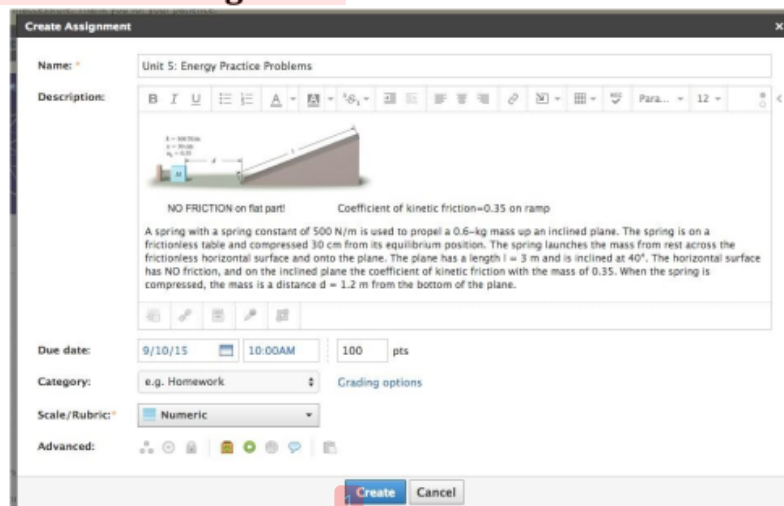 Create Assignment
x
Name: *
Unit 5: Energy Practice Problems
Description:
B I U A Para... 12
k = 500 N/m
x = 30 cm
d
l
M
NO FRICTION on flat part!
Coefficient of kinetic friction=0.35 on ramp
A spring with a spring constant of 500 N/m is used to propel a 0.6-kg mass up an inclined plane. The spring is on a
frictionless table and compressed 30 cm from its equilibrium position. The spring launches the mass from rest across the
frictionless horizontal surface and onto the plane. The plane has a length l = 3 m and is inclined at 40°. The horizontal surface
has NO friction, and on the inclined plane the coefficient of kinetic friction with the mass of 0.35. When the spring is
compressed, the mass is a distance d = 1.2 m from the bottom of the plane.
Due date:
9/10/15
10:00AM
100
pts
Category:
e.g. Homework
Grading options
Scale/Rubric:*
Numeric
Advanced:
1
Create
Cancel